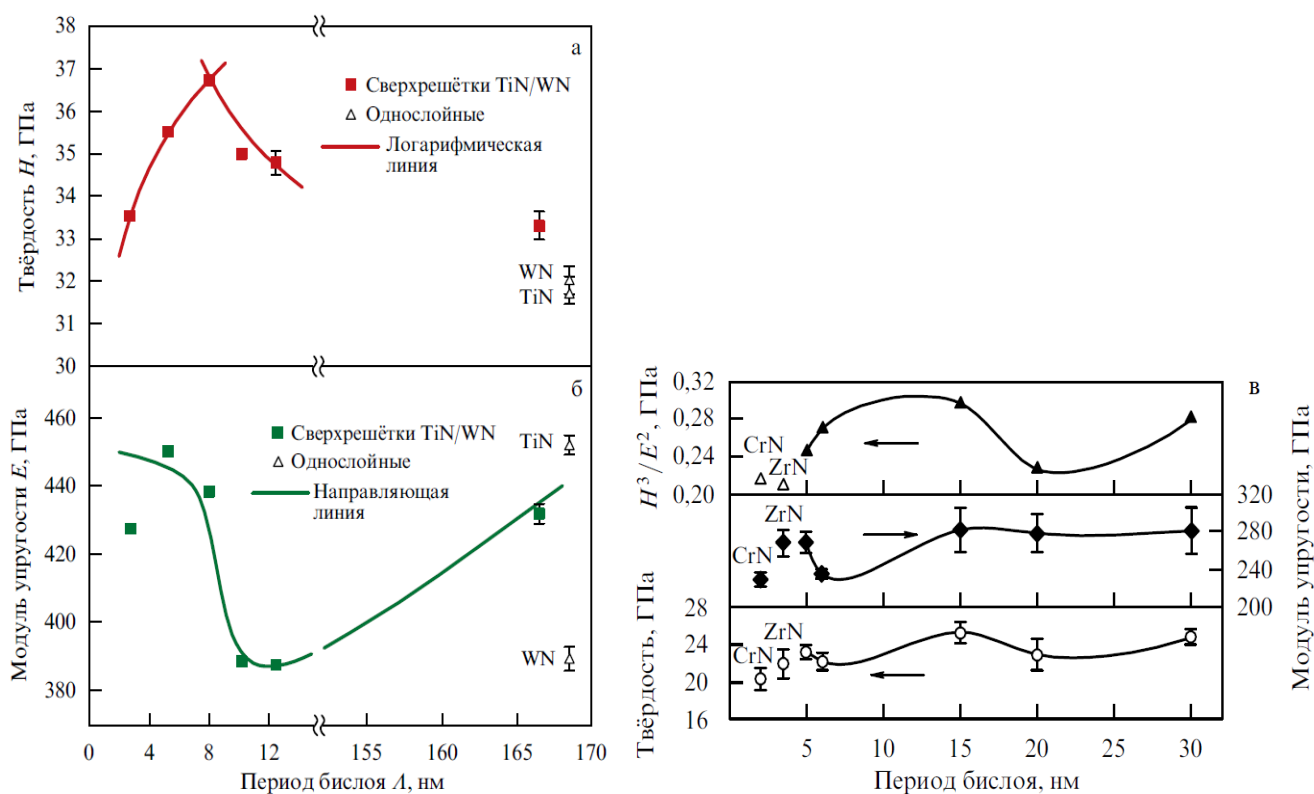 а
Твёрдость H, ГПа
38
37
36
35
34
33
32
31
30
Сверхрешётки TiN/WN
Однослойные
Логарифмическая
линия
WN
TiN
б
Модуль упругости E, ГПа
460
440
420
400
380
Сверхрешётки TiN/WN
Однослойные
Направляющая
линия
TiN
WN
0 4 8 12 155 160 165 170
Период бислоя Λ, нм
в
H³/E², ГПа
0,32
0,28
0,24
0,20
CrN
ZrN
Модуль упругости, ГПа
320
280
240
200
ZrN
CrN
Твёрдость, ГПа
28
24
20
16
ZrN
CrN
5 10 15 20 25 30
Период бислоя, нм